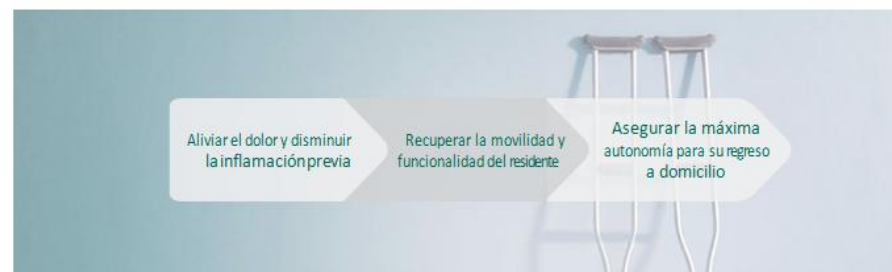 Aliviar el dolor y disminuir
la inflamación previa
Recuperar la movilidad y
funcionalidad del residente
Asegurar la máxima
autonomía para su regreso
a domicilio